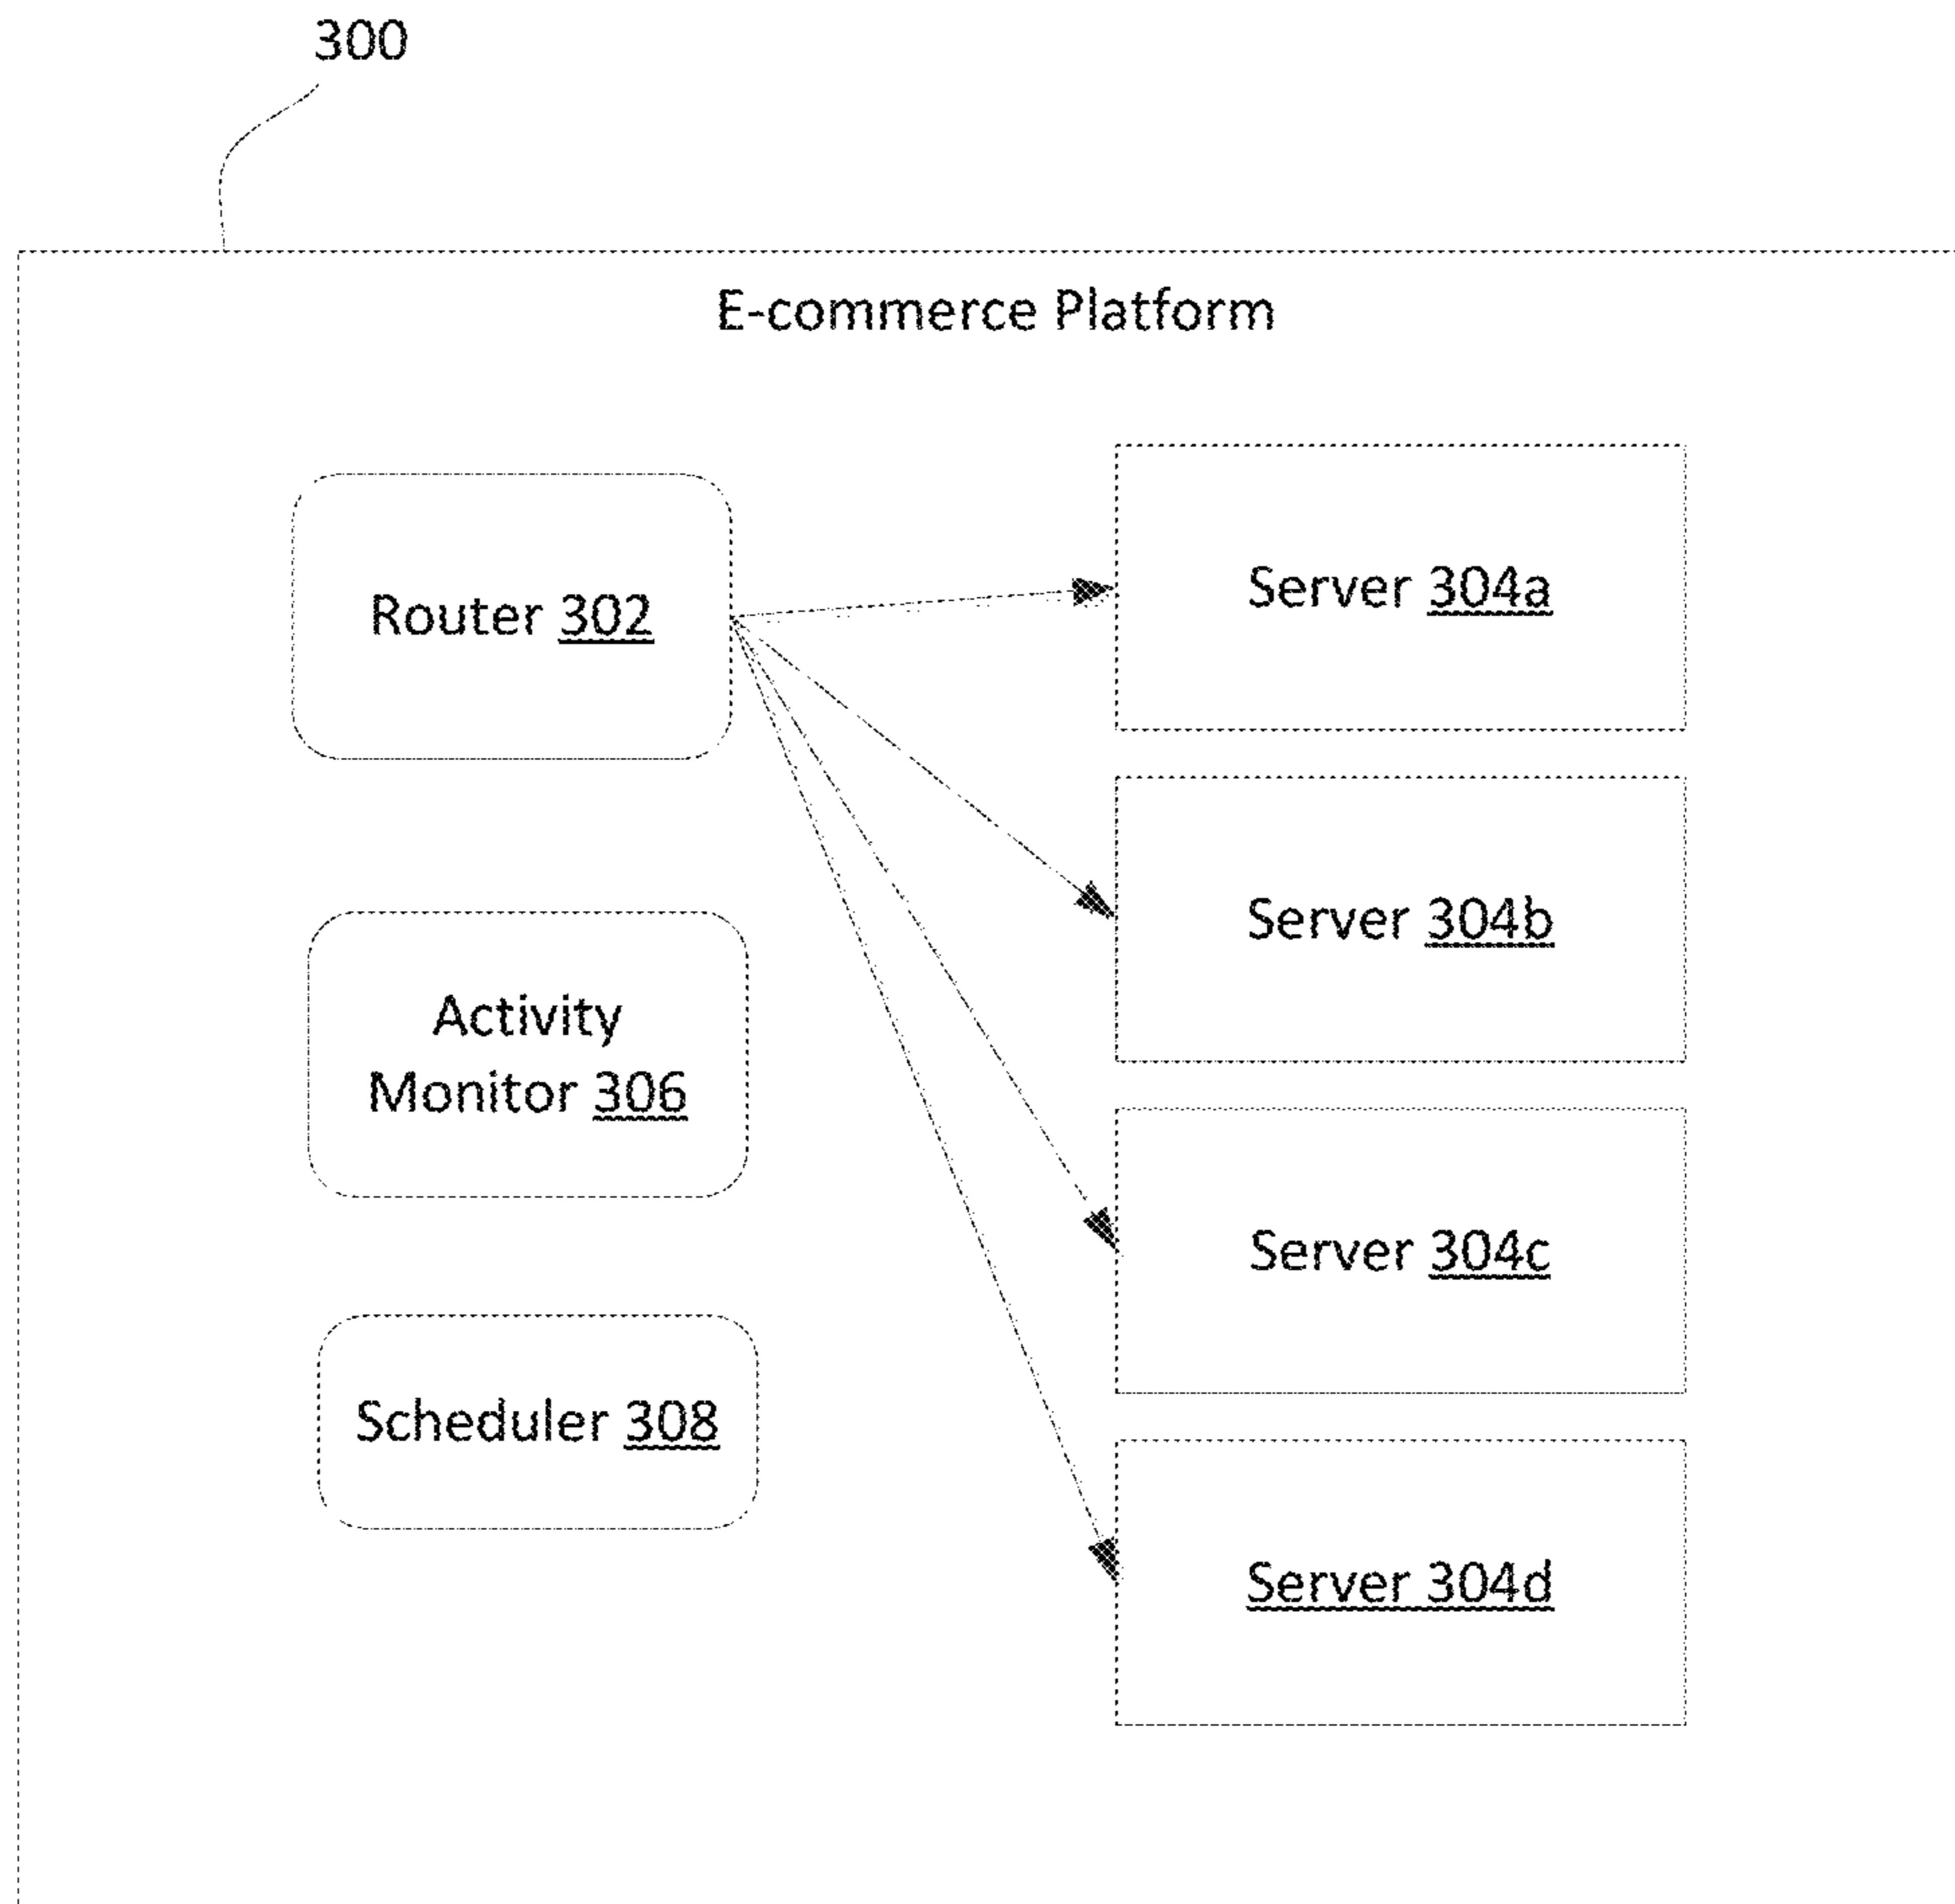 300
E-commerce Platform
Router 302
Server 304a
Server 304b
Activity
Monitor 306
Server 304c
Scheduler 308
Server 304d